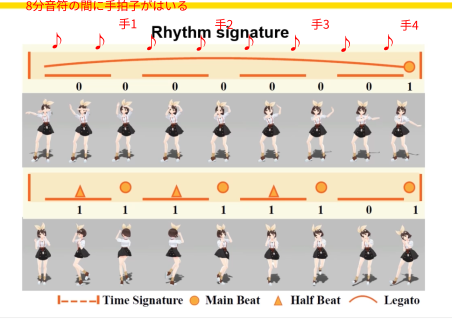 8分音符の間に手拍子がはいる
手1 手2 手3 手4
Rhythm signature
0 0 0 0 0 0 0 1
1 1 1 1 1 1 0 1
Time Signature Main Beat Half Beat Legato